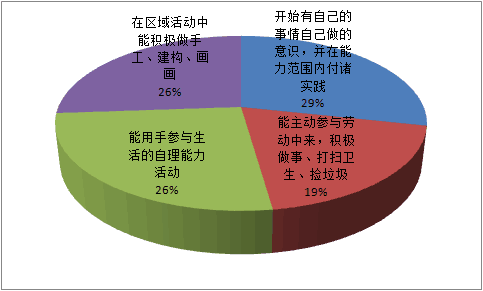 在区域活动中
能积极做手
工、建构、画
画
26%
开始有自己的
事情自己做的
意识，并在能
力范围内付诸
实践
29%
能用手参与生
活的自理能力
活动
26%
能主动参与劳
动中来，积极
做事、打扫卫
生、捡垃圾
19%